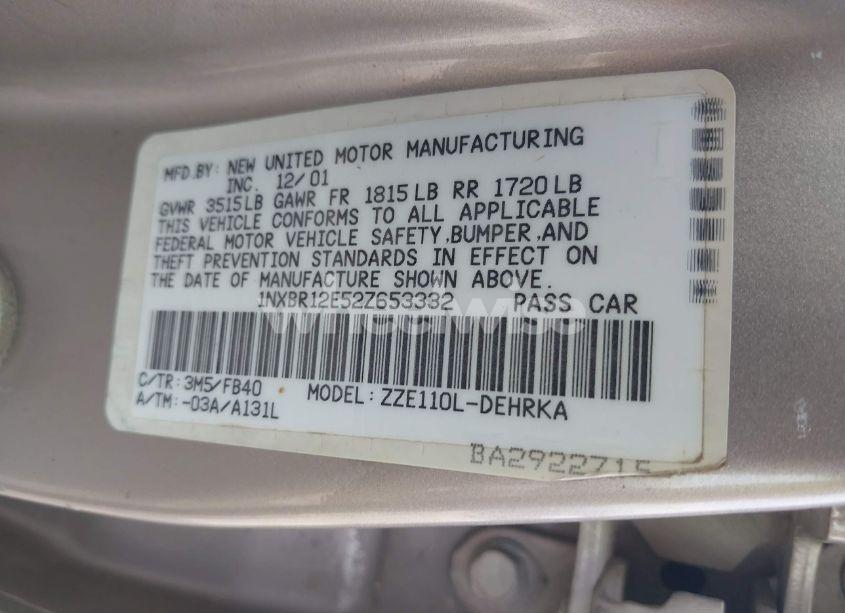 MFD.BY: NEW UNITED MOTOR MANUFACTURING
INC. 12/01
GVWR 3515LB GAWR FR 1815LB RR 1720LB
THIS VEHICLE CONFORMS TO ALL APPLICABLE
FEDERAL MOTOR VEHICLE SAFETY,BUMPER,AND
THEFT PREVENTION STANDARDS IN EFFECT ON
THE DATE OF MANUFACTURE SHOWN ABOVE.
1NXBR12E52Z653332 PASS CAR
wheelwise
C/TR: 3M5/FB40 MODEL: ZZE110L-DEHRKA
A/TM: -03A/A131L
BA2922715